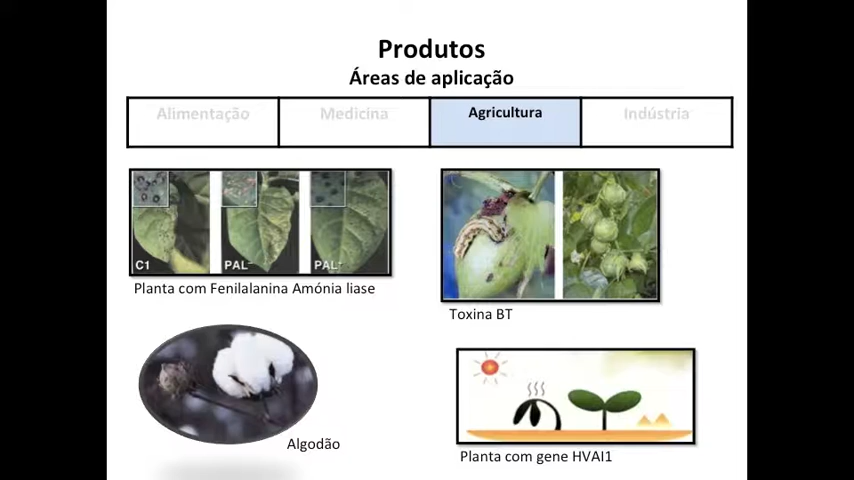 Produtos
Áreas de aplicação
Alimentação
Medicina
Agricultura
Indústria
C1
PAL⁻
PAL⁺
Planta com Fenilalanina Amónia liase
Toxina BT
Algodão
Planta com gene HVAI1